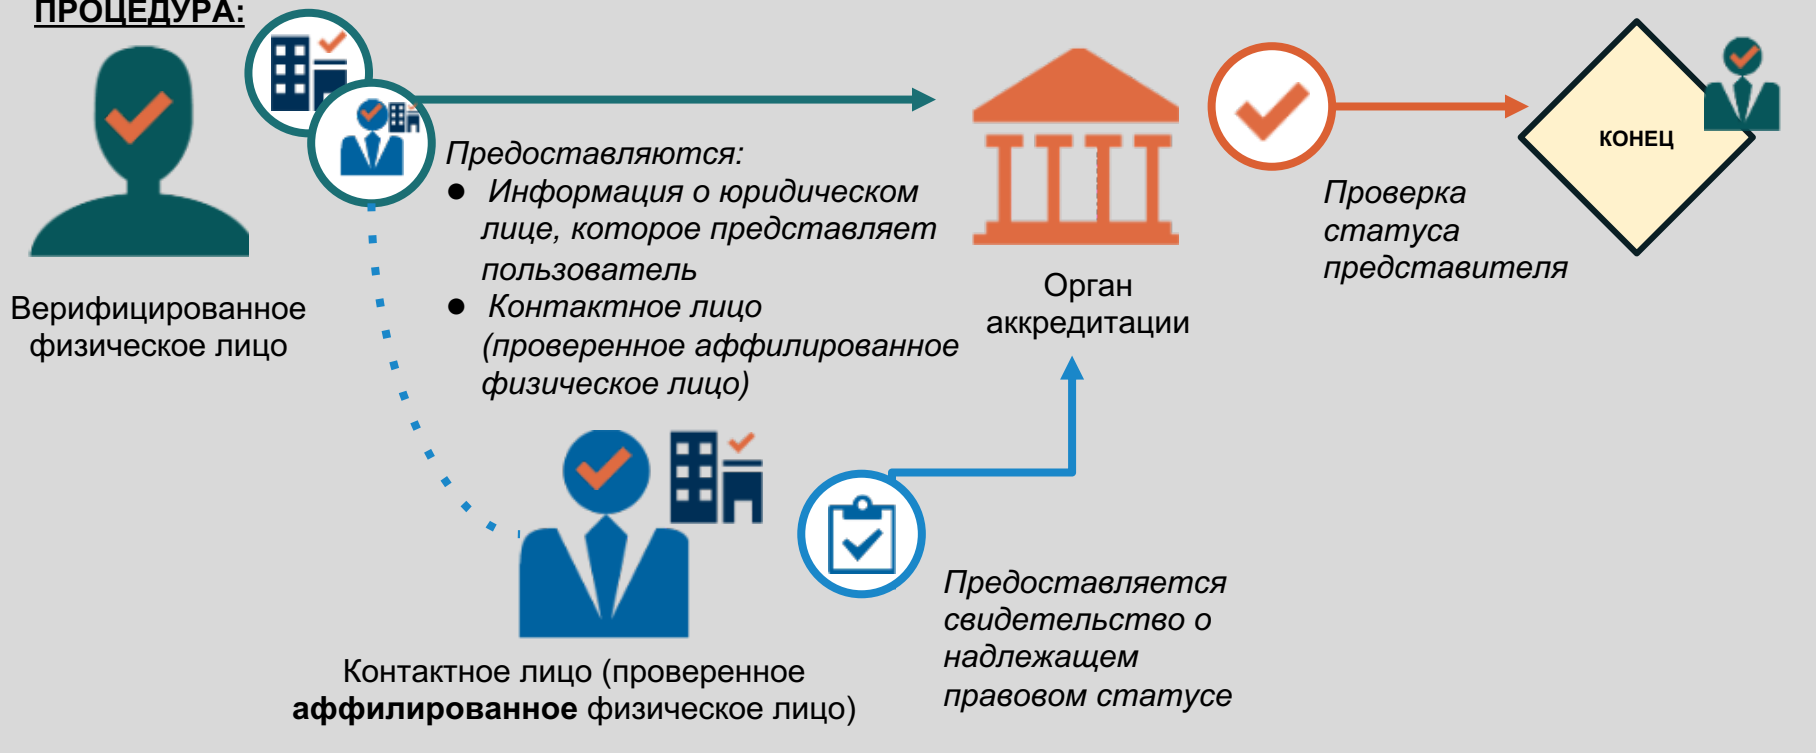 ПРОЦЕДУРА:
Верифицированное
физическое лицо
Предоставляются:
● Информация о юридическом
лице, которое представляет
пользователь
● Контактное лицо
(проверенное аффилированное
физическое лицо)
Орган
аккредитации
Проверка
статуса
представителя
КОНЕЦ
Контактное лицо (проверенное
аффилированное физическое лицо)
Предоставляется
свидетельство о
надлежащем
правовом статусе